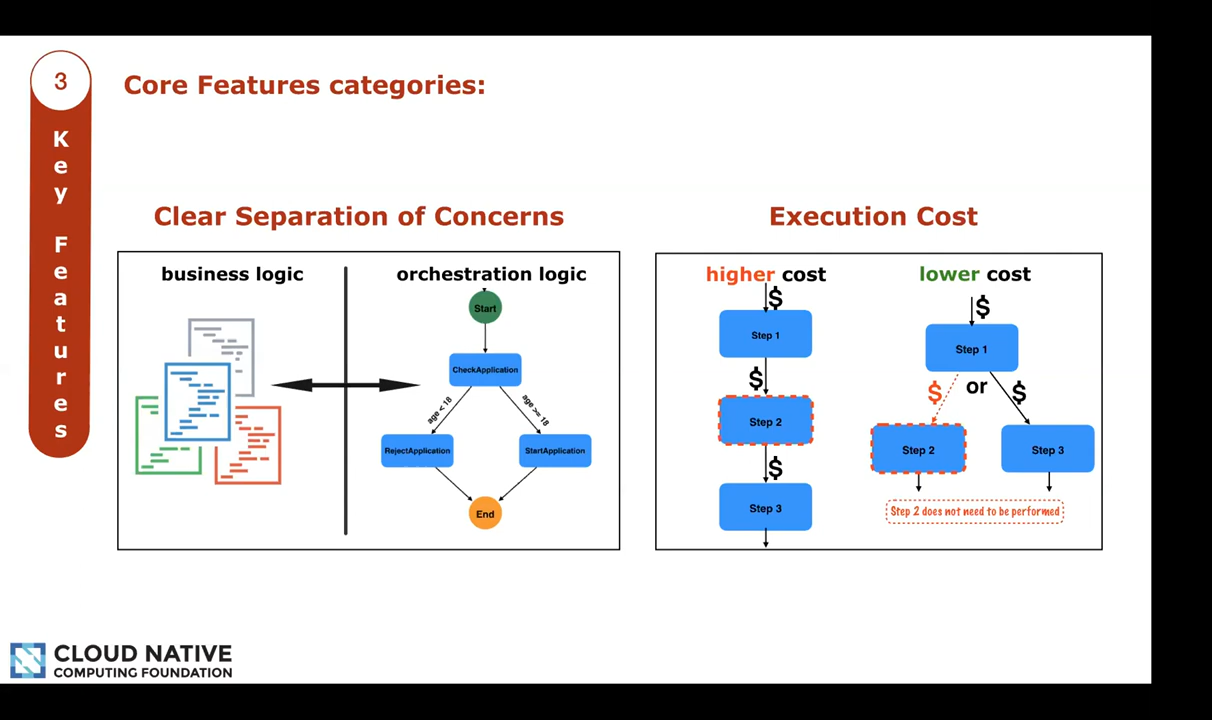 3
Key Features
Core Features categories:
Clear Separation of Concerns
business logic
orchestration logic
Start
CheckApplication
age < 18
age >= 18
RejectApplication
StartApplication
End
Execution Cost
higher cost
$
Step 1
$
Step 2
$
Step 3
lower cost
$
Step 1
$
or
$
Step 2
Step 3
Step 2 does not need to be performed
CLOUD NATIVE
COMPUTING FOUNDATION